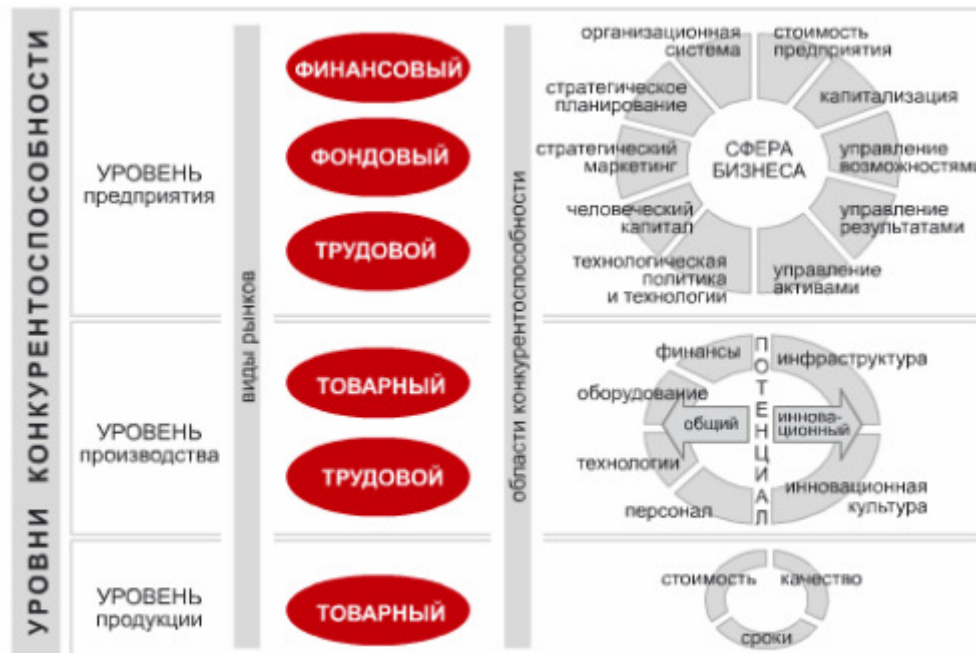 УРОВНИ КОНКУРЕНТОСПОСОБНОСТИ
УРОВЕНЬ
предприятия
виды рынков
ФИНАНСОВЫЙ
ФОНДОВЫЙ
ТРУДОВОЙ
области конкурентоспособности
организационная
система
стоимость
предприятия
стратегическое
планирование
капитализация
стратегический
маркетинг
СФЕРА
БИЗНЕСА
управление
возможностями
человеческий
капитал
управление
результатами
технологическая
политика
и технологии
управление
активами
УРОВЕНЬ
производства
ТОВАРНЫЙ
ТРУДОВОЙ
финансы
ПОТЕНЦИАЛ
инфраструктура
оборудование
общий
иннова-
ционный
технологии
персонал
инновационная
культура
УРОВЕНЬ
продукции
ТОВАРНЫЙ
стоимость
качество
сроки